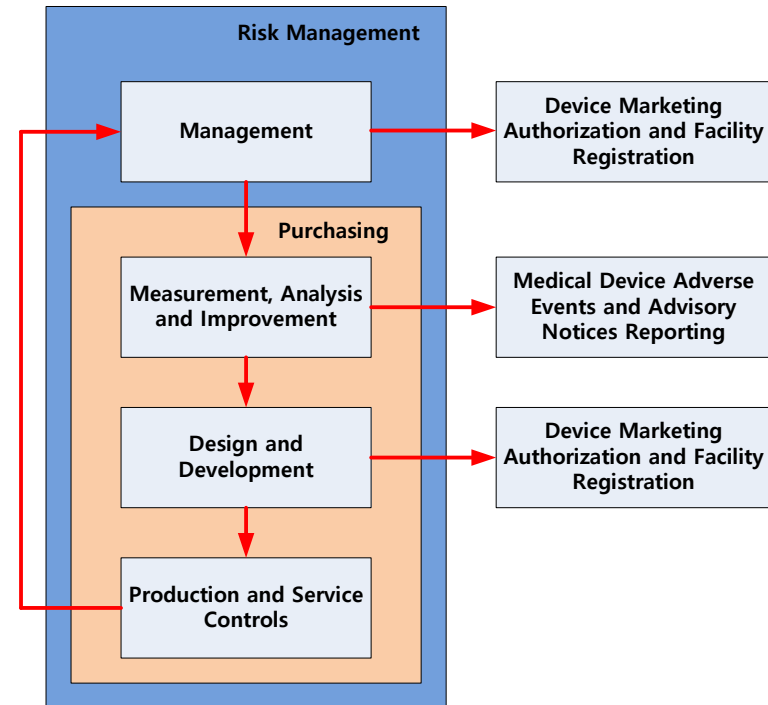 Risk Management
Management
Device Marketing
Authorization and Facility
Registration
Purchasing
Measurement, Analysis
and Improvement
Medical Device Adverse
Events and Advisory
Notices Reporting
Design and
Development
Device Marketing
Authorization and Facility
Registration
Production and Service
Controls